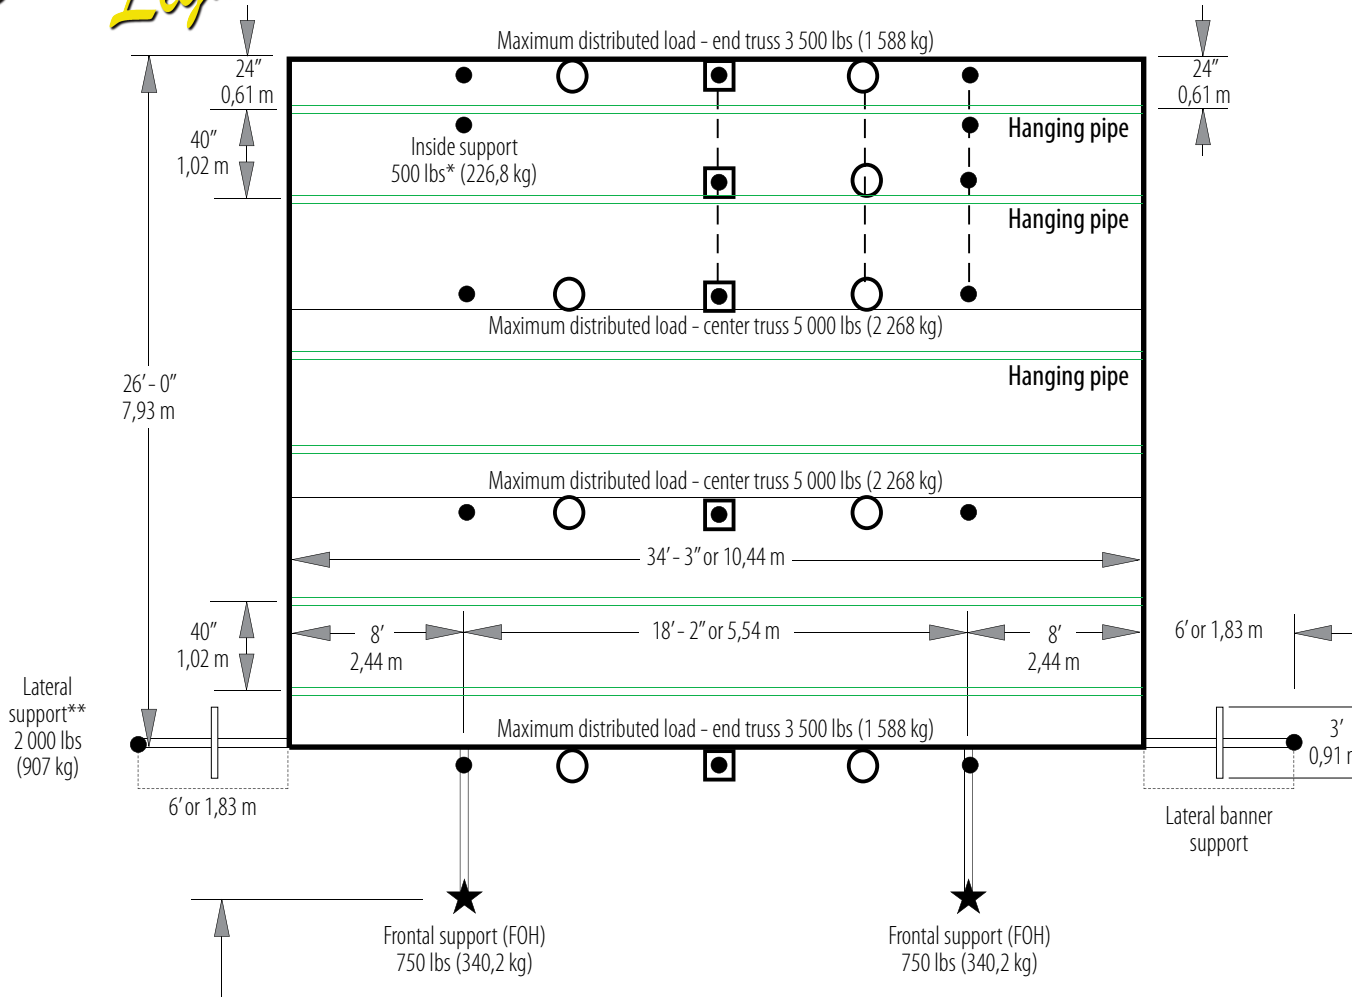 Maximum distributed load - end truss 3 500 lbs (1 588 kg)
24”
0,61 m
24”
0,61 m
40”
1,02 m
Inside support
500 lbs* (226,8 kg)
Hanging pipe
Hanging pipe
Maximum distributed load - center truss 5 000 lbs (2 268 kg)
Hanging pipe
26’ - 0”
7,93 m
Maximum distributed load - center truss 5 000 lbs (2 268 kg)
34’ - 3” or 10,44 m
40”
1,02 m
8’
2,44 m
18’ - 2” or 5,54 m
8’
2,44 m
6’ or 1,83 m
Lateral
support**
2 000 lbs
(907 kg)
Maximum distributed load - end truss 3 500 lbs (1 588 kg)
3’
0,91
6’ or 1,83 m
Lateral banner
support
Frontal support (FOH)
750 lbs (340,2 kg)
Frontal support (FOH)
750 lbs (340,2 kg)